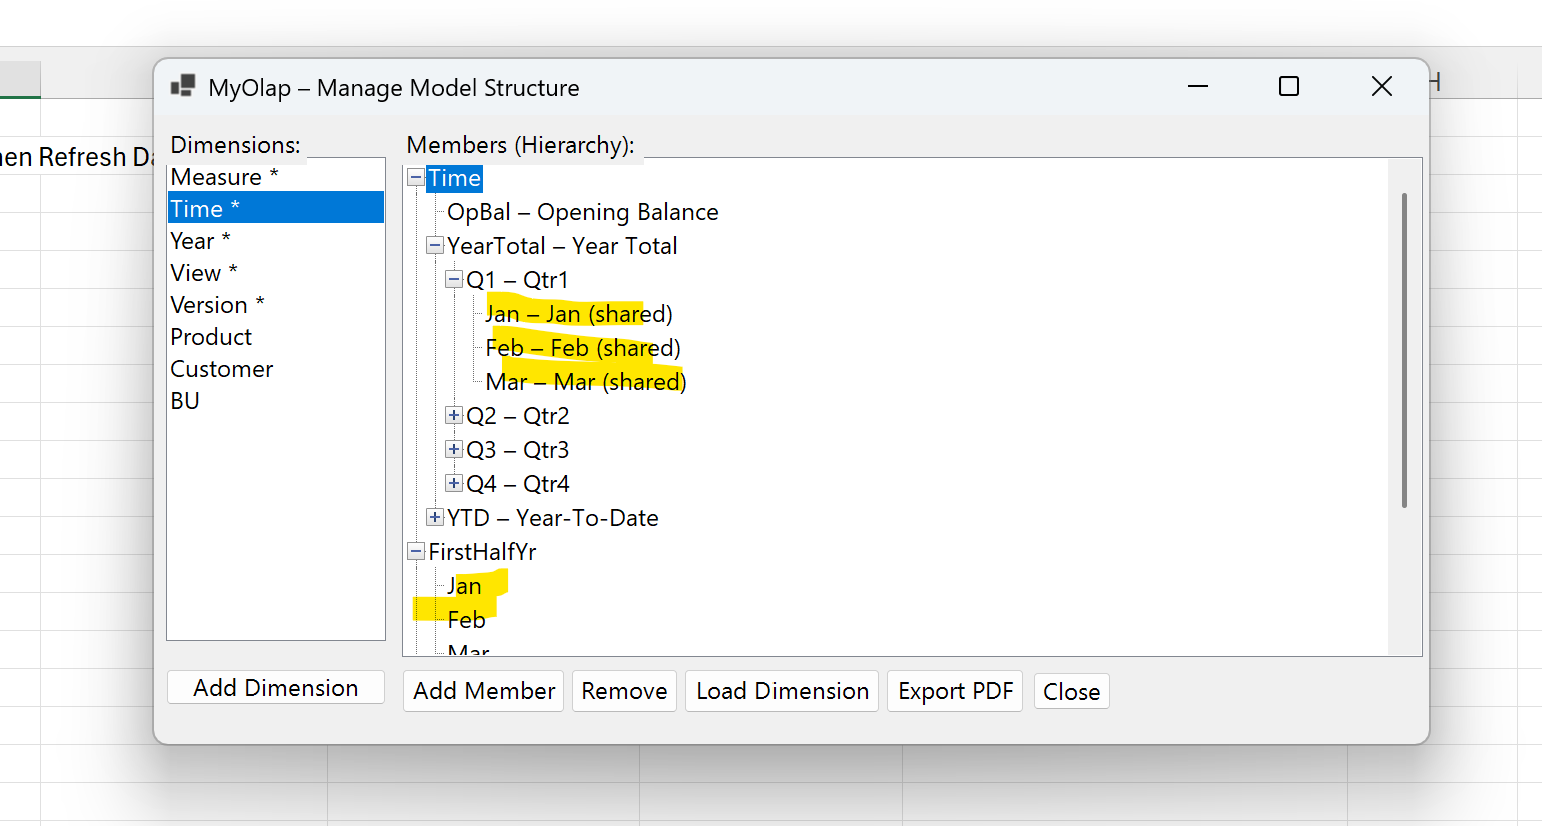 MyOlap – Manage Model Structure
H
Refresh
Dimensions:
Measure *
Time *
Year *
View *
Version *
Product
Customer
BU
Add Dimension
Members (Hierarchy):
Time
OpBal – Opening Balance
YearTotal – Year Total
Q1 – Qtr1
Jan – Jan (shared)
Feb – Feb (shared)
Mar – Mar (shared)
Q2 – Qtr2
Q3 – Qtr3
Q4 – Qtr4
YTD – Year-To-Date
FirstHalfYr
Jan
Feb
Mar
Add Member
Remove
Load Dimension
Export PDF
Close